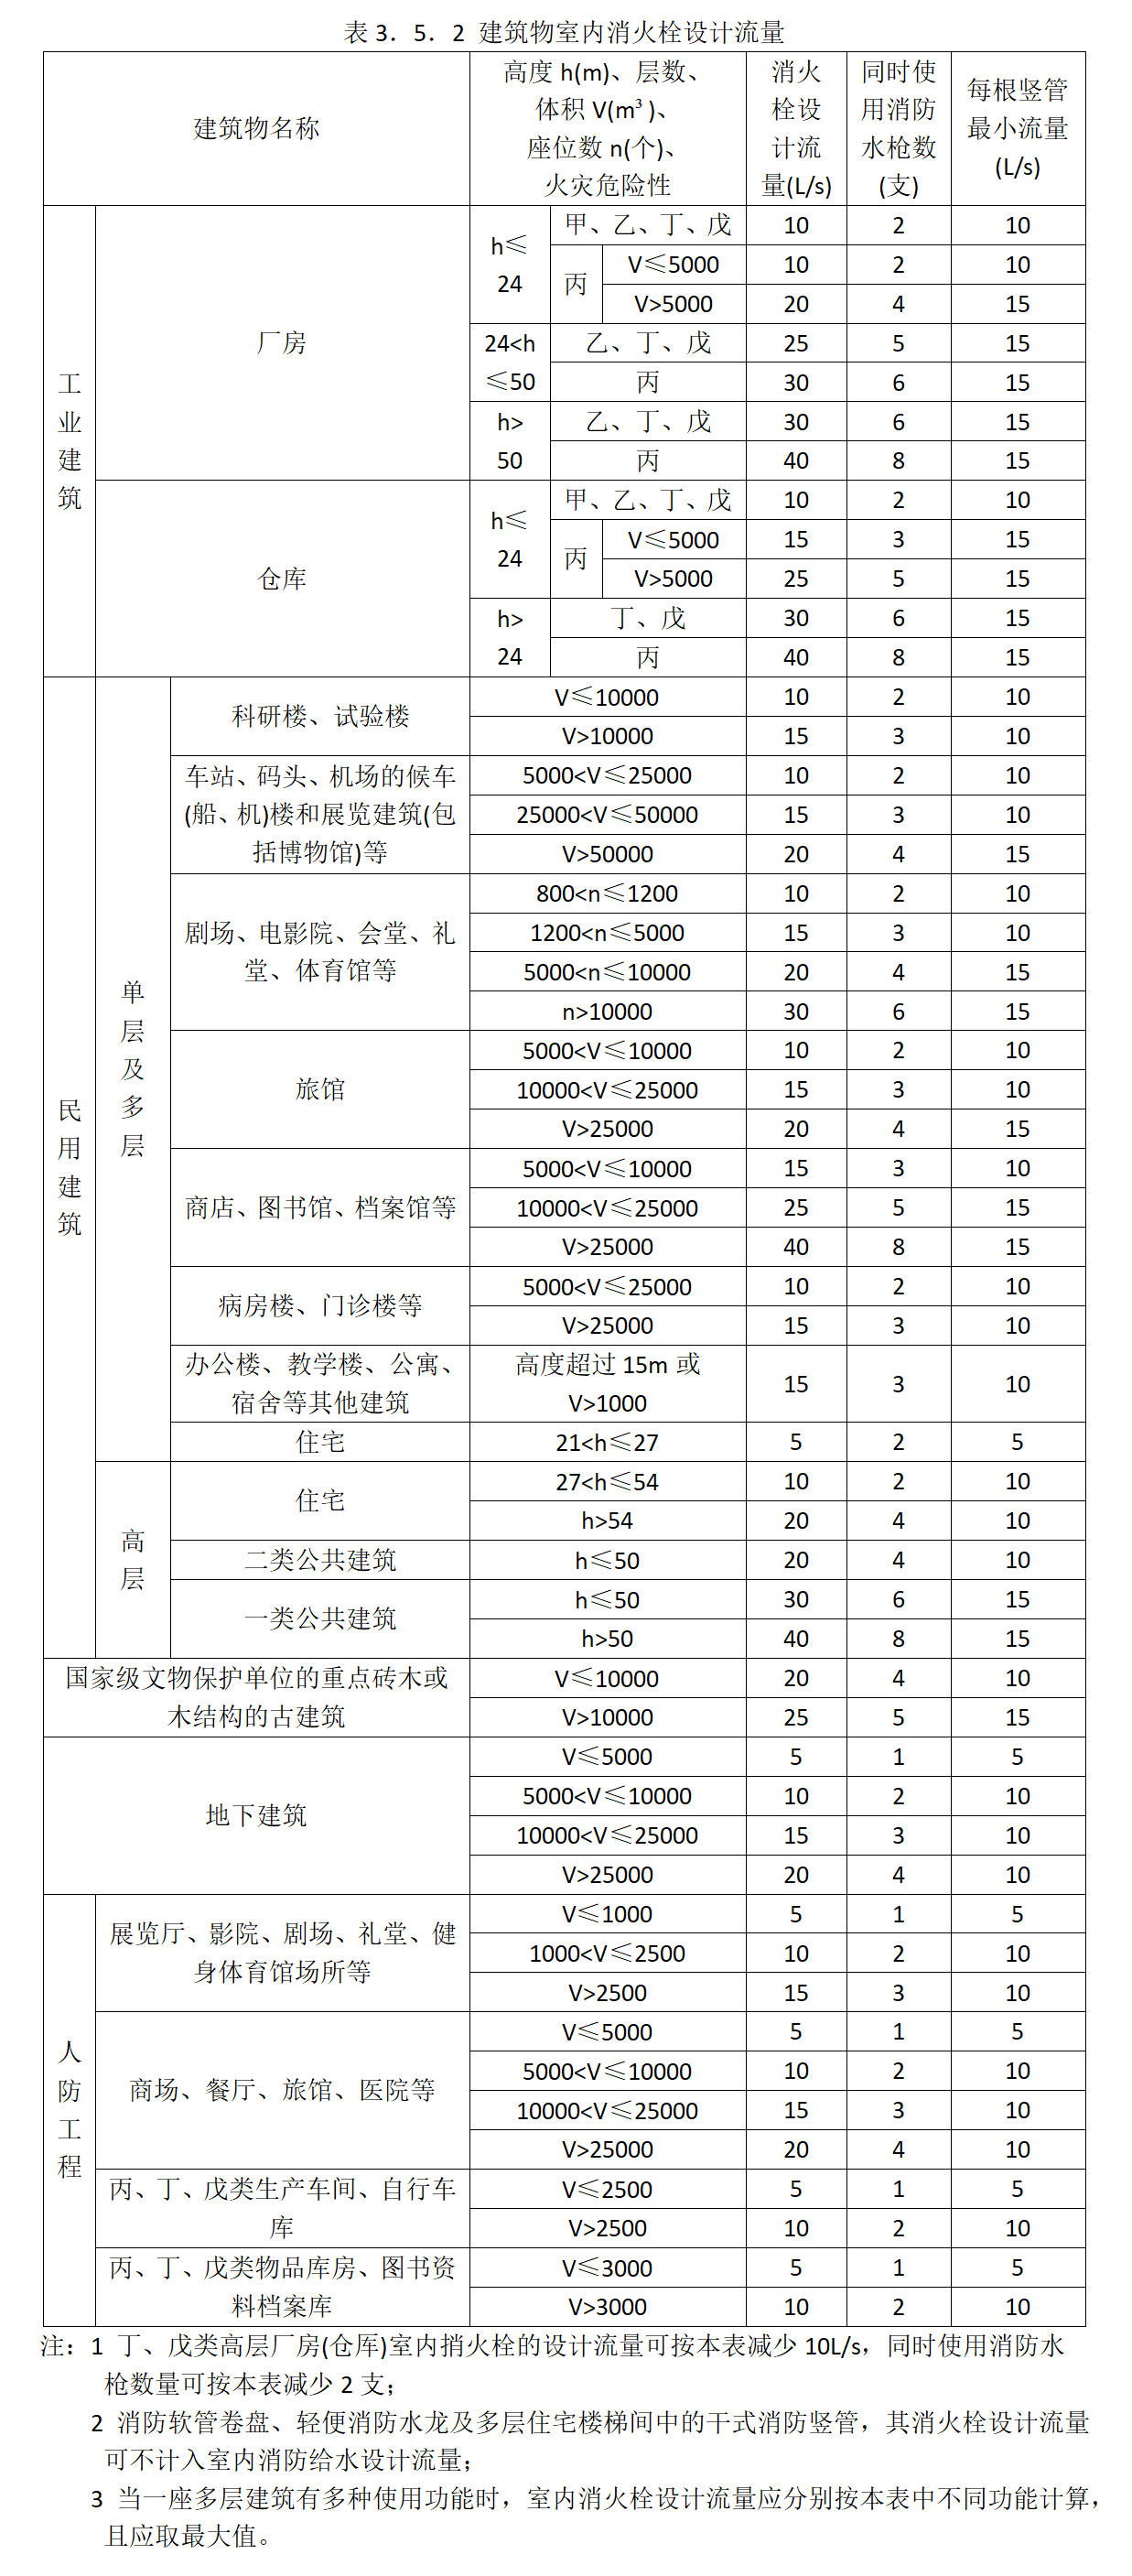 表 3．5．2 建筑物室内消火栓设计流量
建筑物名称
高度 h(m)、层数、
体积 V(m³ )、
座位数 n(个)、
火灾危险性
消火
栓设
计流
量(L/s)
同时使
用消防
水枪数
(支)
每根竖管
最小流量
(L/s)
工
业
建
筑
厂房
h≤
24
甲、乙、丁、戊 10 2 10
丙
V≤5000 10 2 10
V>5000 20 4 15
24<h
≤50
乙、丁、戊 25 5 15
丙 30 6 15
h>
50
乙、丁、戊 30 6 15
丙 40 8 15
仓库
h≤
24
甲、乙、丁、戊 10 2 10
丙
V≤5000 15 3 15
V>5000 25 5 15
h>
24
丁、戊 30 6 15
丙 40 8 15
民
用
建
筑
单
层
及
多
层
科研楼、试验楼
V≤10000 10 2 10
V>10000 15 3 10
车站、码头、机场的候车
(船、机)楼和展览建筑(包
括博物馆)等
5000<V≤25000 10 2 10
25000<V≤50000 15 3 10
V>50000 20 4 15
剧场、电影院、会堂、礼
堂、体育馆等
800<n≤1200 10 2 10
1200<n≤5000 15 3 10
5000<n≤10000 20 4 15
n>10000 30 6 15
旅馆
5000<V≤10000 10 2 10
10000<V≤25000 15 3 10
V>25000 20 4 15
商店、图书馆、档案馆等
5000<V≤10000 15 3 10
10000<V≤25000 25 5 15
V>25000 40 8 15
病房楼、门诊楼等
5000<V≤25000 10 2 10
V>25000 15 3 10
办公楼、教学楼、公寓、
宿舍等其他建筑
高度超过 15m 或
V>1000
15 3 10
住宅 21<h≤27 5 2 5
高
层
住宅
27<h≤54 10 2 10
h>54 20 4 10
二类公共建筑 h≤50 20 4 10
一类公共建筑
h≤50 30 6 15
h>50 40 8 15
国家级文物保护单位的重点砖木或
木结构的古建筑
V≤10000 20 4 10
V>10000 25 5 15
地下建筑
V≤5000 5 1 5
5000<V≤10000 10 2 10
10000<V≤25000 15 3 10
V>25000 20 4 10
人
防
工
程
展览厅、影院、剧场、礼堂、健
身体育馆场所等
V≤1000 5 1 5
1000<V≤2500 10 2 10
V>2500 15 3 10
商场、餐厅、旅馆、医院等
V≤5000 5 1 5
5000<V≤10000 10 2 10
10000<V≤25000 15 3 10
V>25000 20 4 10
丙、丁、戊类生产车间、自行车
库
V≤2500 5 1 5
V>2500 10 2 10
丙、丁、戊类物品库房、图书资
料档案库
V≤3000 5 1 5
V>3000 10 2 10
注：1 丁、戊类高层厂房(仓厍)室内捎火栓的设计流量可按本表减少 10L/s，同时使用消防水
枪数量可按本表减少 2 支；
2 消防软管卷盘、轻便消防水龙及多层住宅楼梯间中的干式消防竖管，其消火栓设计流量
可不计入室内消防给水设计流量；
3 当一座多层建筑有多种使用功能时，室内消火栓设计流量应分别按本表中不同功能计算，
且应取最大值。